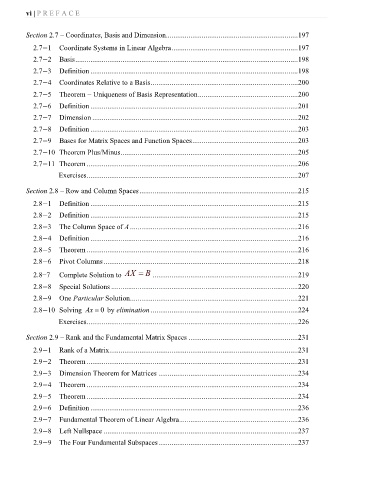 vi | P R E F A C E
Section 2.7 – Coordinates, Basis and Dimension.....197
2.7−1 Coordinate Systems in Linear Algebra.....197
2.7−2 Basis.....198
2.7−3 Definition.....198
2.7−4 Coordinates Relative to a Basis.....200
2.7−5 Theorem – Uniqueness of Basis Representation.....200
2.7−6 Definition.....201
2.7−7 Dimension.....202
2.7−8 Definition.....203
2.7−9 Bases for Matrix Spaces and Function Spaces.....203
2.7−10 Theorem Plus/Minus.....205
2.7−11 Theorem.....206
Exercises.....207
Section 2.8 – Row and Column Spaces.....215
2.8−1 Definition.....215
2.8−2 Definition.....215
2.8−3 The Column Space of A.....216
2.8−4 Definition.....216
2.8−5 Theorem.....216
2.8−6 Pivot Columns.....218
2.8−7 Complete Solution to AX = B.....219
2.8−8 Special Solutions.....220
2.8−9 One Particular Solution.....221
2.8−10 Solving Ax = 0 by elimination.....224
Exercises.....226
Section 2.9 – Rank and the Fundamental Matrix Spaces.....231
2.9−1 Rank of a Matrix.....231
2.9−2 Theorem.....231
2.9−3 Dimension Theorem for Matrices.....234
2.9−4 Theorem.....234
2.9−5 Theorem.....234
2.9−6 Definition.....236
2.9−7 Fundamental Theorem of Linear Algebra.....236
2.9−8 Left Nullspace.....237
2.9−9 The Four Fundamental Subspaces.....237